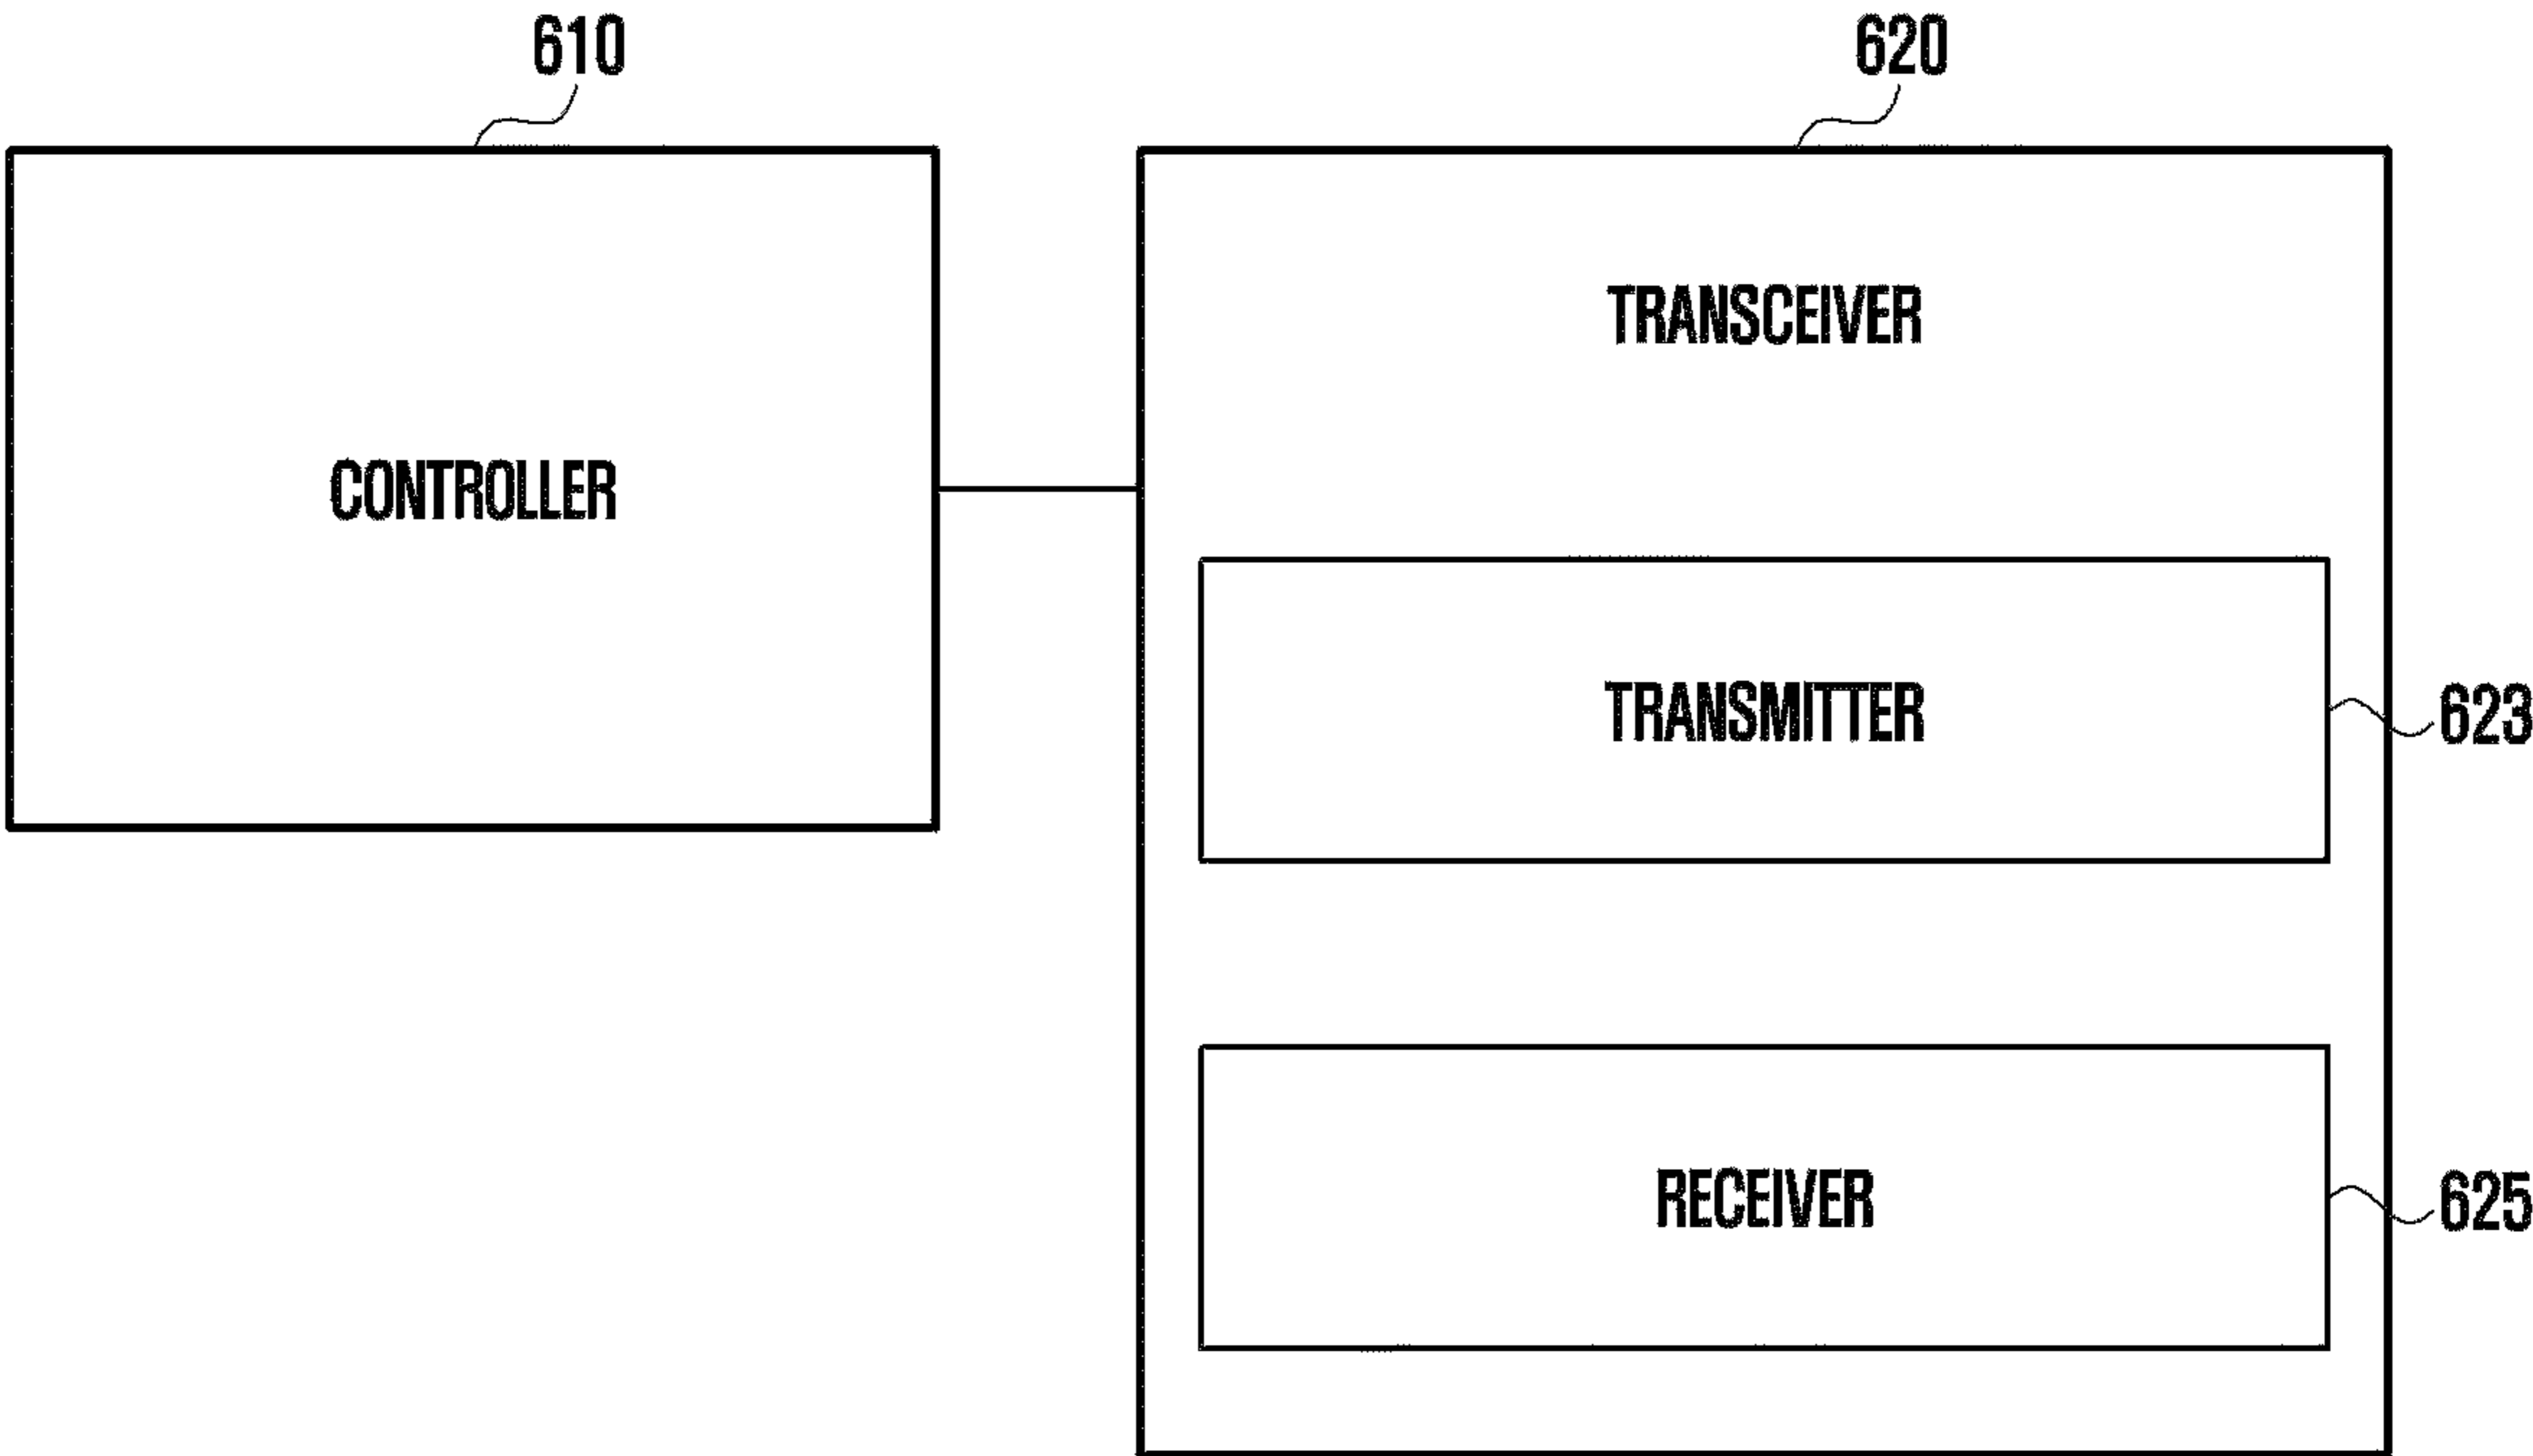 610
620
TRANSCEIVER
CONTROLLER
TRANSMITTER
623
RECEIVER
625